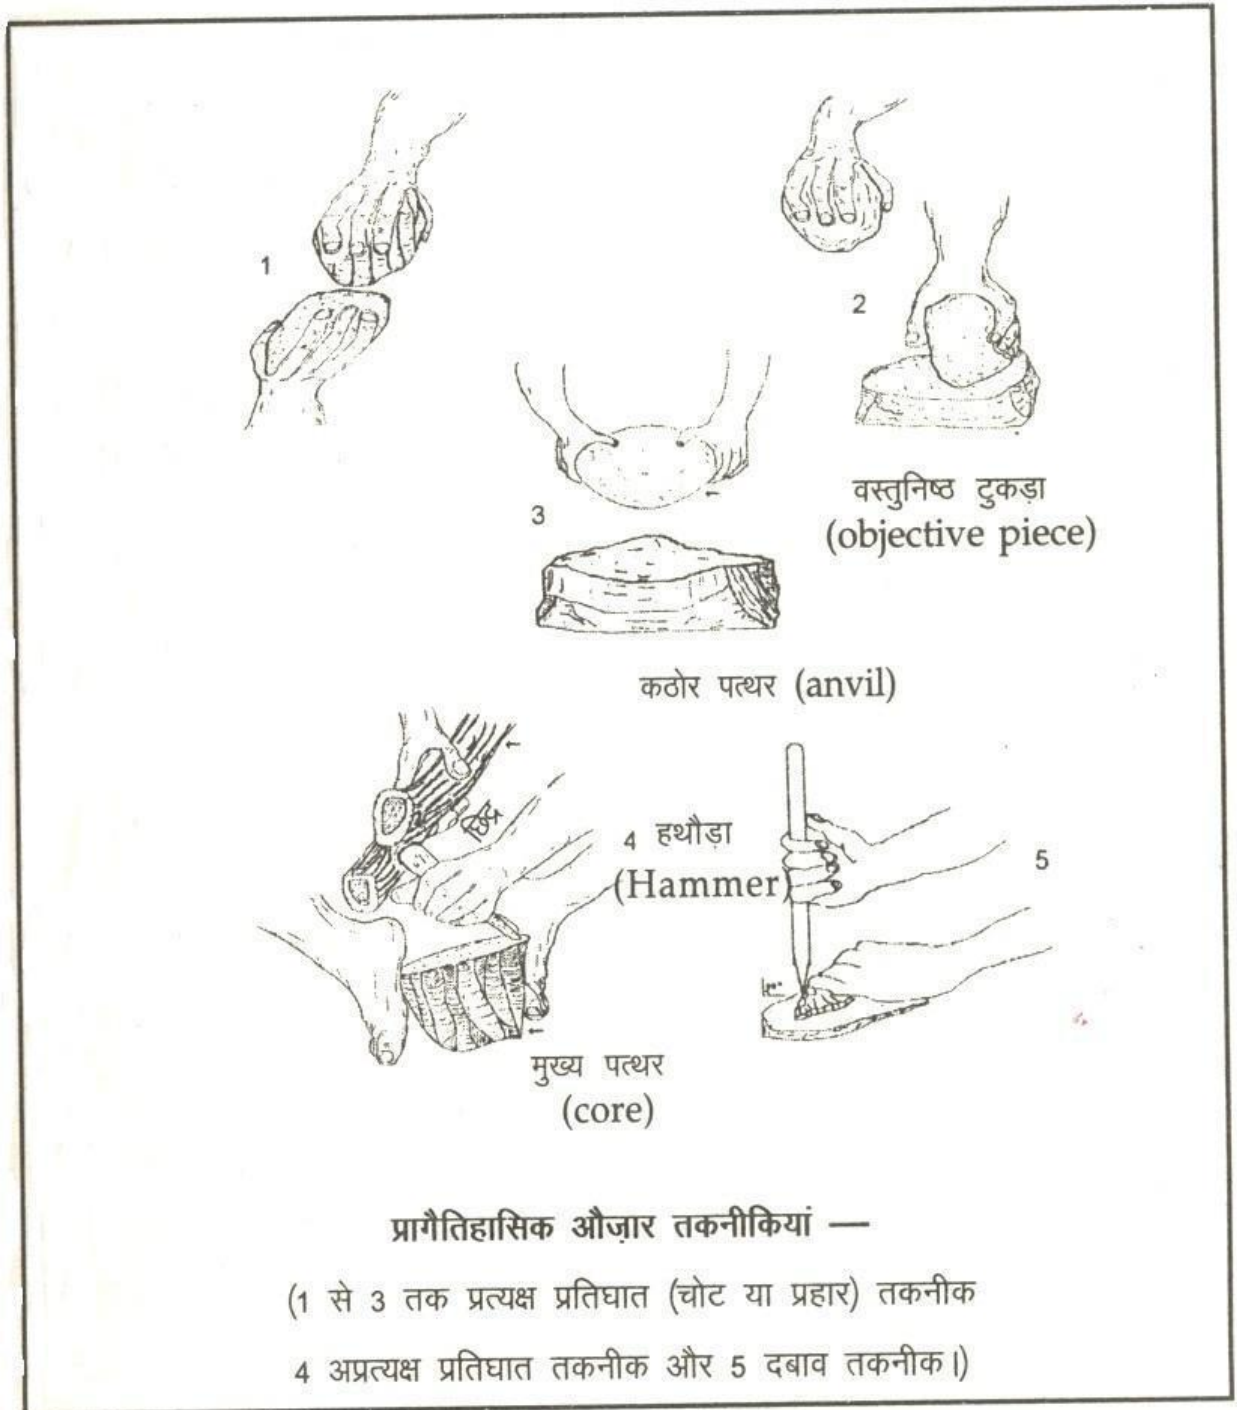 1
2
वस्तुनिष्ठ टुकड़ा
(objective piece)
3
कठोर पत्थर (anvil)
छिद्र
4 हथौड़ा
(Hammer)
5
मुख्य पत्थर
(core)
प्रागैतिहासिक औज़ार तकनीकियां —
(1 से 3 तक प्रत्यक्ष प्रतिघात (चोट या प्रहार) तकनीक
4 अप्रत्यक्ष प्रतिघात तकनीक और 5 दबाव तकनीक।)